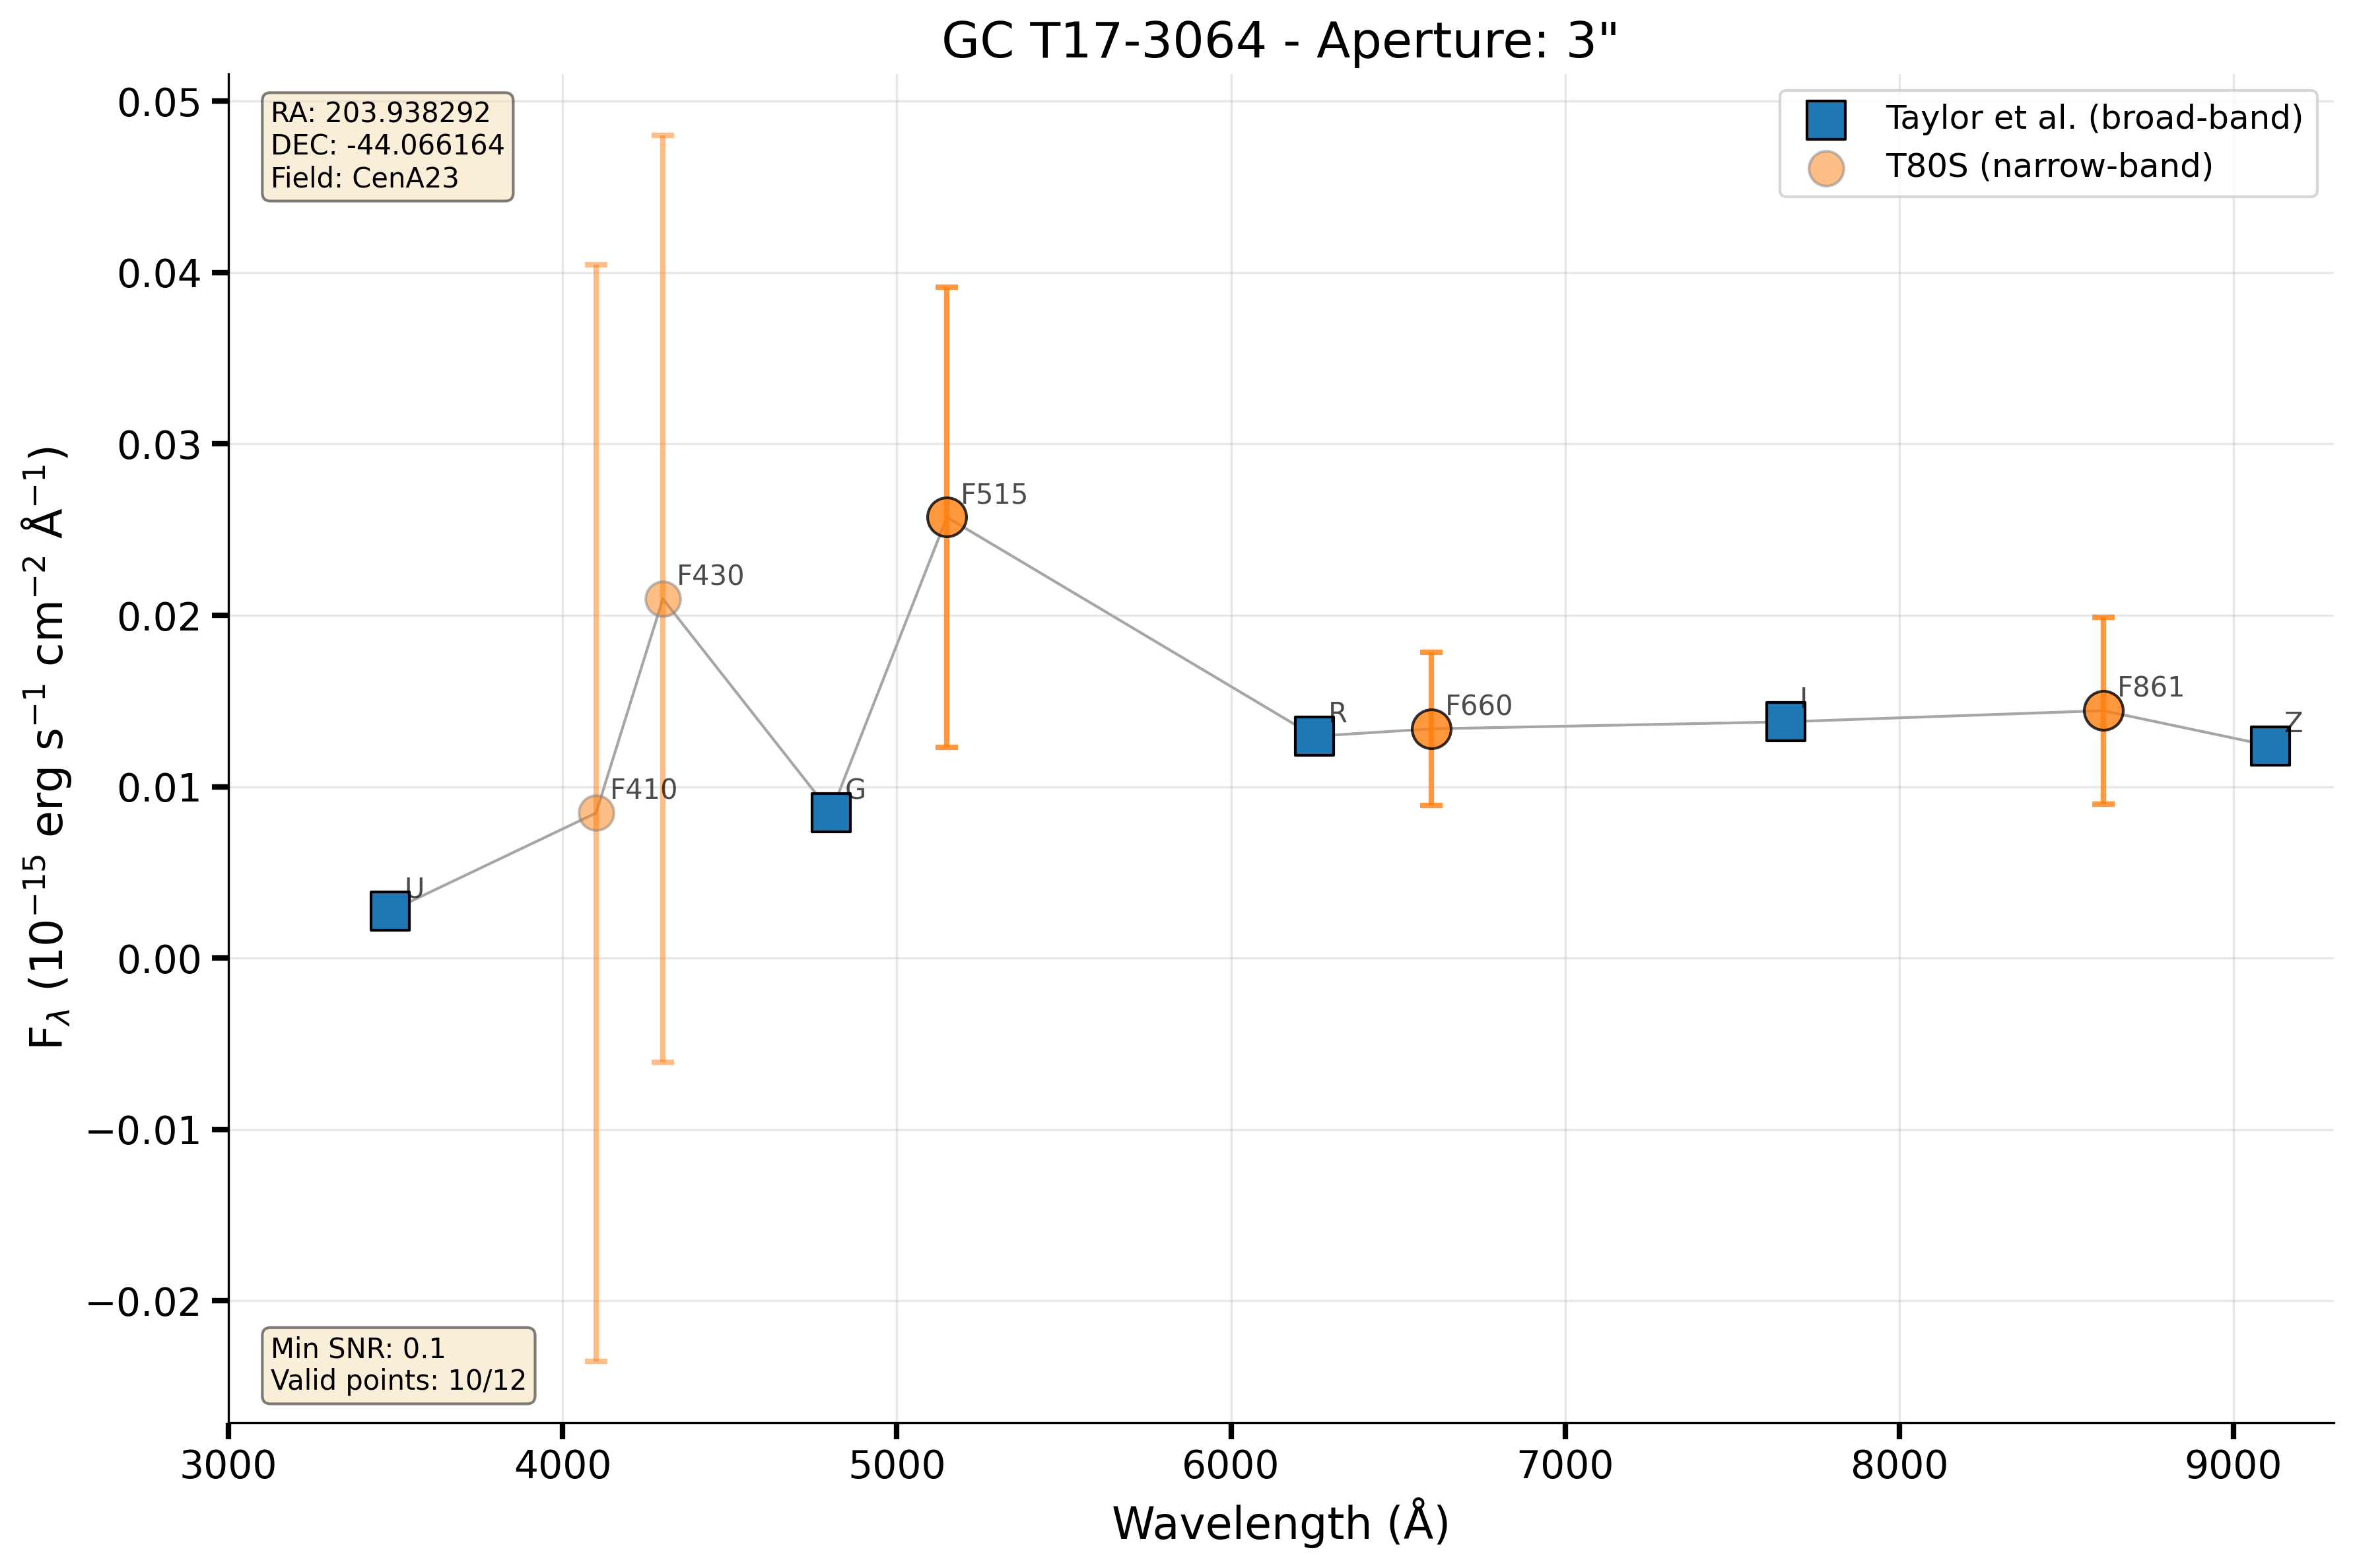 GC T17-3064 - Aperture: 3"
RA: 203.938292
DEC: -44.066164
Field: CenA23
Taylor et al. (broad-band)
T80S (narrow-band)
0.05
0.04
0.03
0.02
0.01
0.00
−0.01
−0.02
F515
F430
F410
G
U
R
F660
I
F861
Z
Min SNR: 0.1
Valid points: 10/12
3000
4000
5000
6000
7000
8000
9000
Wavelength (Å)
Fλ (10⁻¹⁵ erg s⁻¹ cm⁻² Å⁻¹)